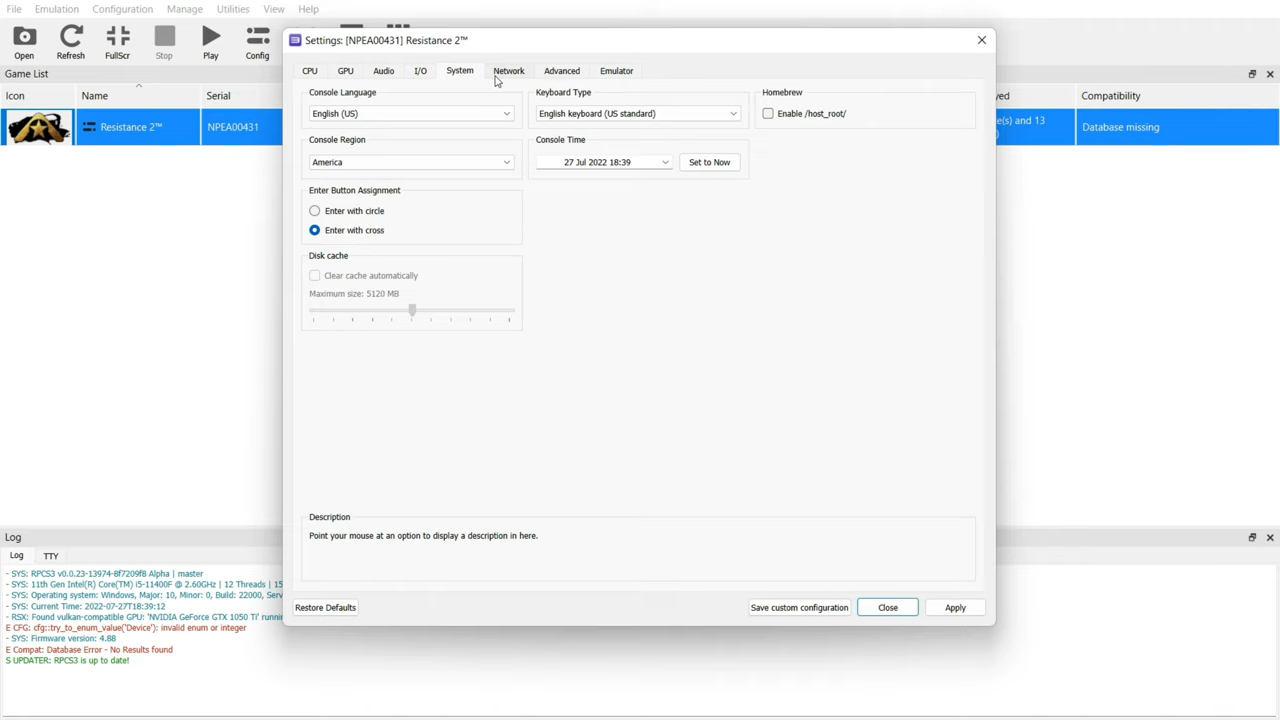 File Emulation Configuration Manage Utilities View Help
Settings: [NPEA00431] Resistance 2™
Open Refresh FullScr Stop Play Config
CPU GPU Audio I/O System Network Advanced Emulator
Game List
Icon Name Serial
Compatibility
Resistance 2™ NPEA00431
e(s) and 13
Database missing
Console Language
English (US)
Keyboard Type
English keyboard (US standard)
Homebrew
Enable /host_root/
Console Region
America
Console Time
27 Jul 2022 18:39
Set to Now
Enter Button Assignment
Enter with circle
Enter with cross
Disk cache
Clear cache automatically
Maximum size: 5120 MB
Description
Point your mouse at an option to display a description in here.
Restore Defaults
Save custom configuration
Close
Apply
Log
Log TTY
- SYS: RPCS3 v0.0.23-13974-8f7209f8 Alpha | master
- SYS: 11th Gen Intel(R) Core(TM) i5-11400F @ 2.60GHz | 12 Threads | 15
- SYS: Operating system: Windows, Major: 10, Minor: 0, Build: 22000, Serv
- SYS: Current Time: 2022-07-27T18:39:12
- RSX: Found vulkan-compatible GPU: 'NVIDIA GeForce GTX 1050 Ti' runnin
E CFG: cfg::try_to_enum_value('Device'): invalid enum or integer
- SYS: Firmware version: 4.88
E Compat: Database Error - No Results found
S UPDATER: RPCS3 is up to date!